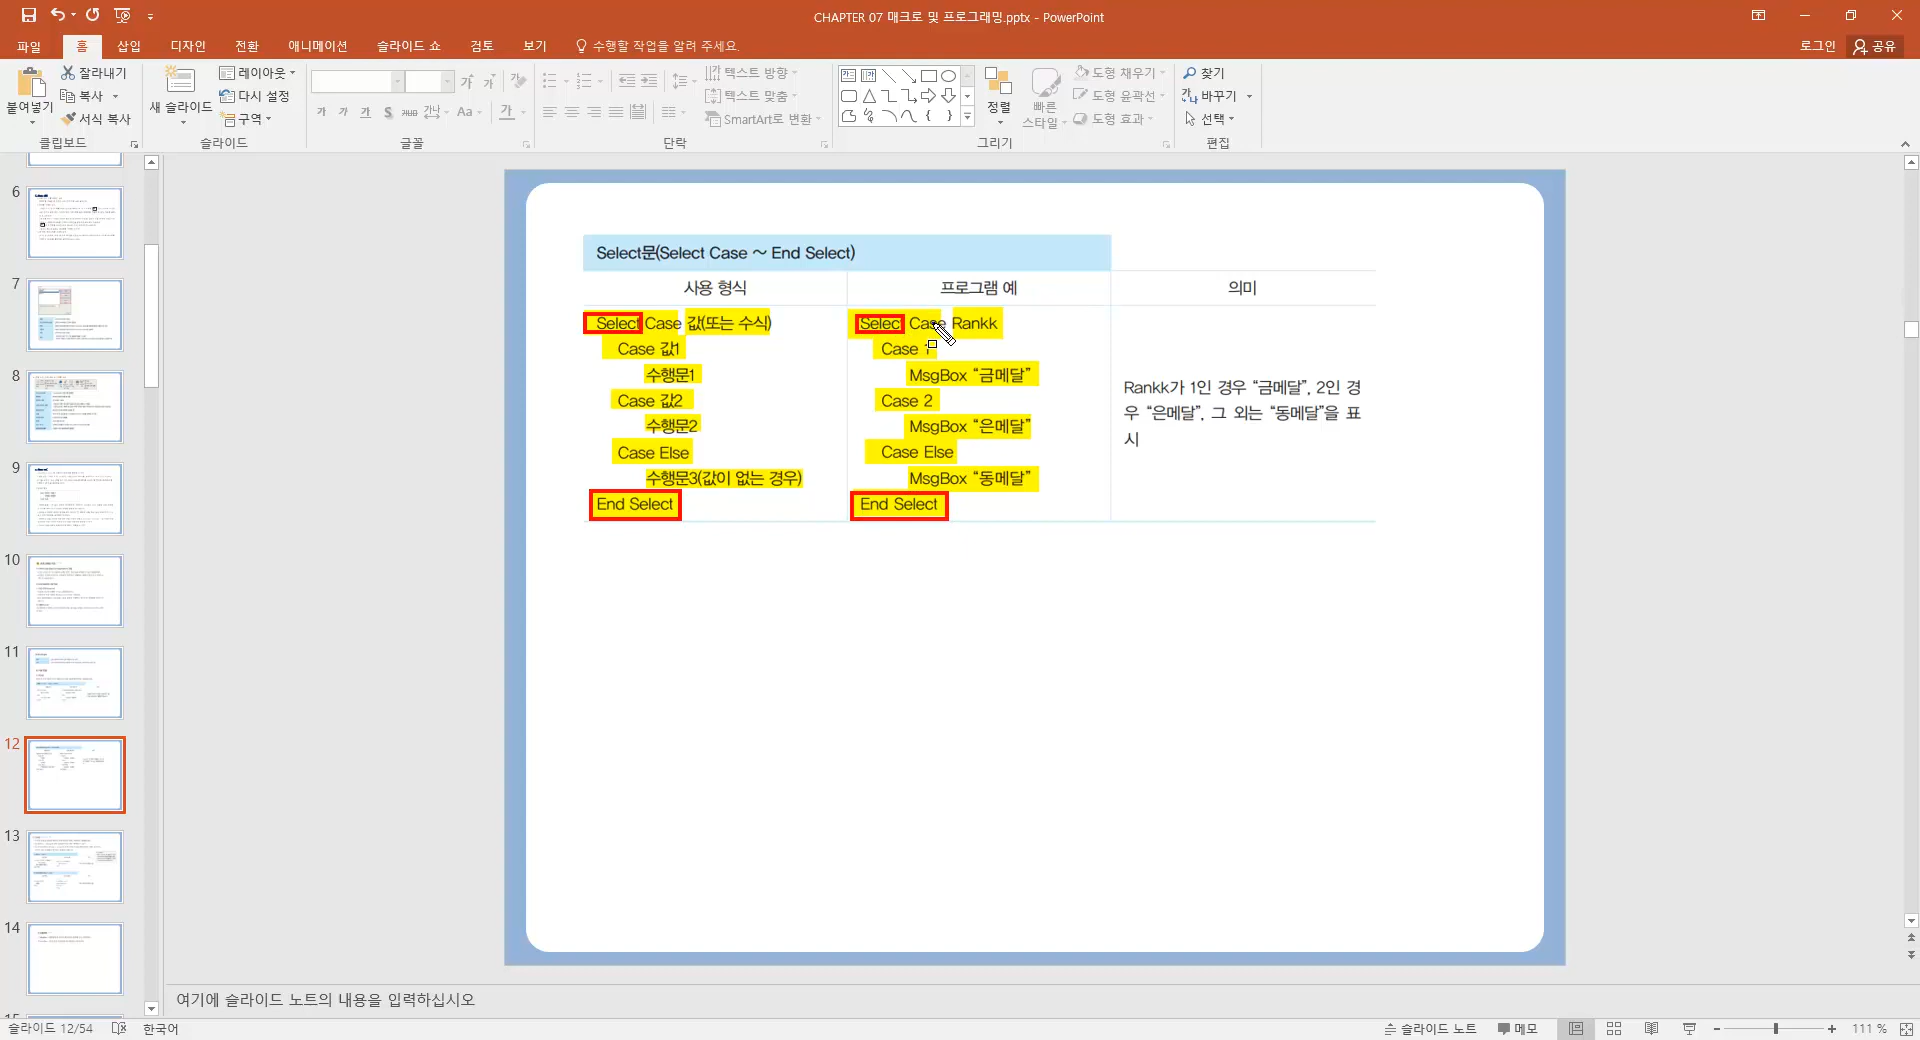 CHAPTER 07 매크로 및 프로그래밍.pptx - PowerPoint
파일 홈 삽입 디자인 전환 애니메이션 슬라이드 쇼 검토 보기 수행할 작업을 알려 주세요. 로그인 공유
붙여넣기 잘라내기 복사 서식 복사
클립보드
새 슬라이드 레이아웃 다시 설정 구역
슬라이드
가 가 가 S abc 간 Aa 가
글꼴
텍스트 방향 텍스트 맞춤 SmartArt로 변환
단락
정렬 빠른 스타일 도형 채우기 도형 윤곽선 도형 효과
그리기
찾기 바꾸기 선택
편집
6
7
8
9
10
11
12
13
14
Select문(Select Case ~ End Select)
사용 형식 프로그램 예 의미
Select Case 값(또는 수식)
Case 값1
수행문1
Case 값2
수행문2
Case Else
수행문3(값이 없는 경우)
End Select
Select Case Rankk
Case 1
MsgBox “금메달”
Case 2
MsgBox “은메달”
Case Else
MsgBox “동메달”
End Select
Rankk가 1인 경우 “금메달”, 2인 경
우 “은메달”, 그 외는 “동메달”을 표
시
여기에 슬라이드 노트의 내용을 입력하십시오
슬라이드 12/54 한국어 슬라이드 노트 메모 111 %